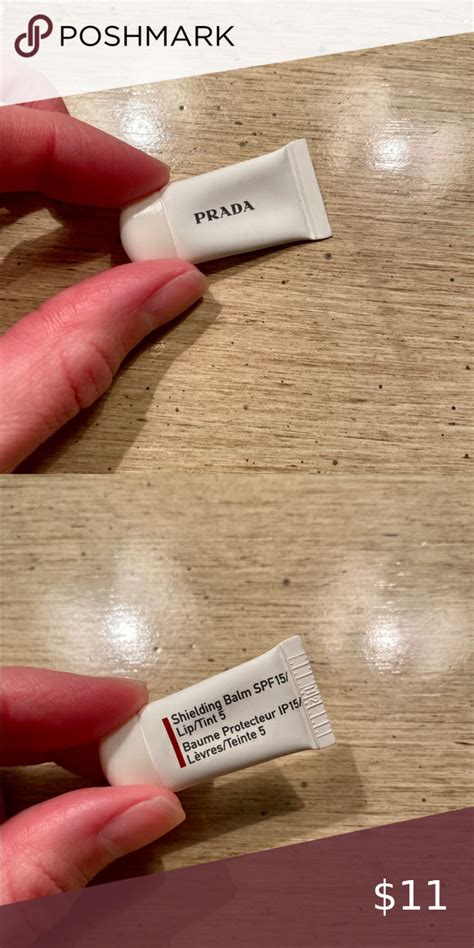 POSHMARK
PRADA
Shielding Balm SPF15/
Lip/Tint 5
Baume Protecteur IP15/
Lèvres/Teinte 5
$11